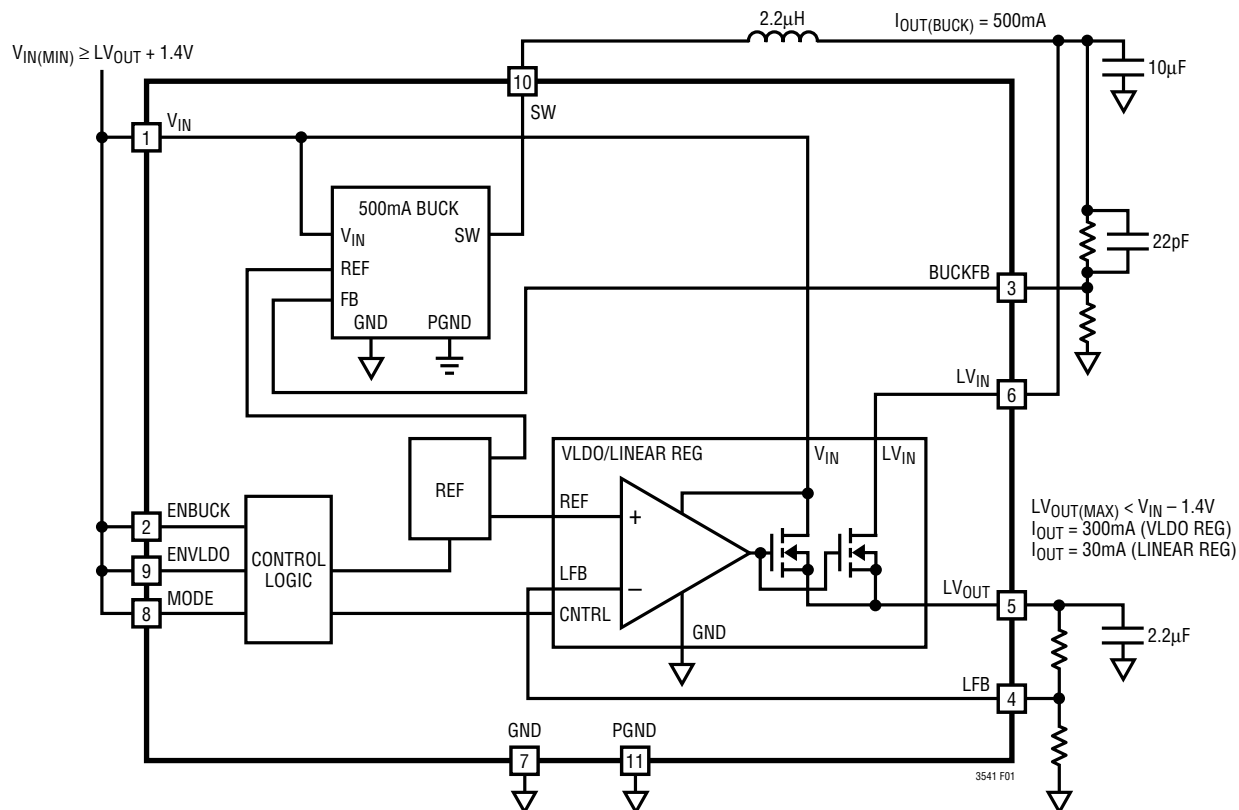 2.2µH
I_OUT(BUCK) = 500mA
V_IN(MIN) ≥ LV_OUT + 1.4V
10µF
10
SW
V_IN
1
500mA BUCK
V_IN
SW
REF
FB
GND
PGND
22pF
BUCKFB
3
LV_IN
6
VLDO/LINEAR REG
V_IN
LV_IN
REF
REF
+
LV_OUT(MAX) < V_IN – 1.4V
I_OUT = 300mA (VLDO REG)
I_OUT = 30mA (LINEAR REG)
2
ENBUCK
9
ENVLDO
8
MODE
CONTROL
LOGIC
LFB
–
CNTRL
GND
LV_OUT
5
2.2µF
LFB
4
GND
7
PGND
11
3541 F01